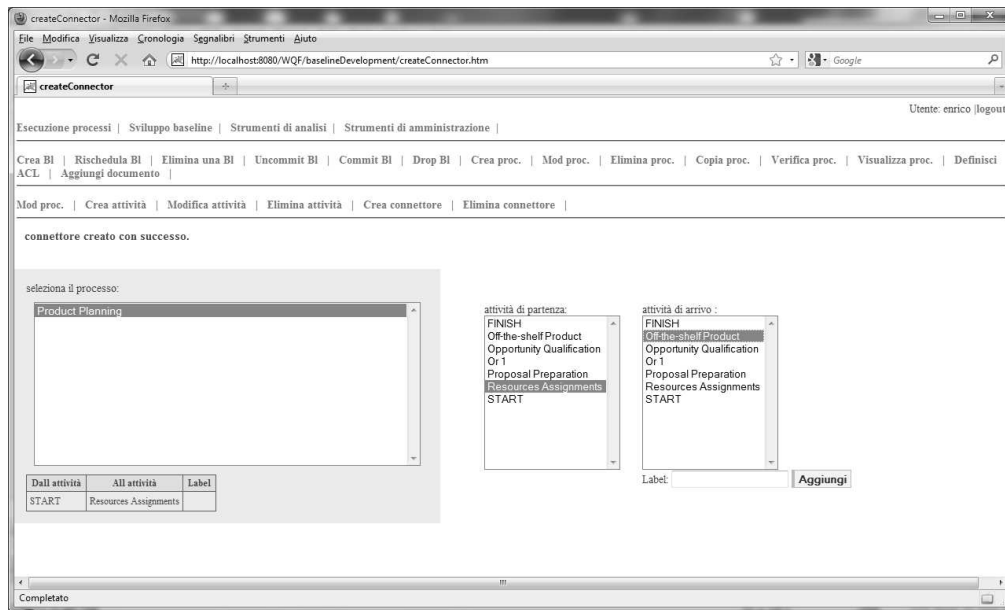 createConnector - Mozilla Firefox
File Modifica Visualizza Cronologia Segnalibri Strumenti Aiuto
http://localhost:8080/WQF/baselineDevelopment/createConnector.htm Google
createConnector
Utente: enrico |logout
Esecuzione processi | Sviluppo baseline | Strumenti di analisi | Strumenti di amministrazione |
Crea Bl | Rischedula Bl | Elimina una Bl | Uncommit Bl | Commit Bl | Drop Bl | Crea proc. | Mod proc. | Elimina proc. | Copia proc. | Verifica proc. | Visualizza proc. | Definisci
ACL | Aggiungi documento |
Mod proc. | Crea attività | Modifica attività | Elimina attività | Crea connettore | Elimina connettore |
connettore creato con successo.
seleziona il processo:
Product Planning
Dall attività All attività Label
START Resources Assignments
attività di partenza:
FINISH
Off-the-shelf Product
Opportunity Qualification
Or 1
Proposal Preparation
Resources Assignments
START
attività di arrivo :
FINISH
Off-the-shelf Product
Opportunity Qualification
Or 1
Proposal Preparation
Resources Assignments
START
Label: Aggiungi
Completato